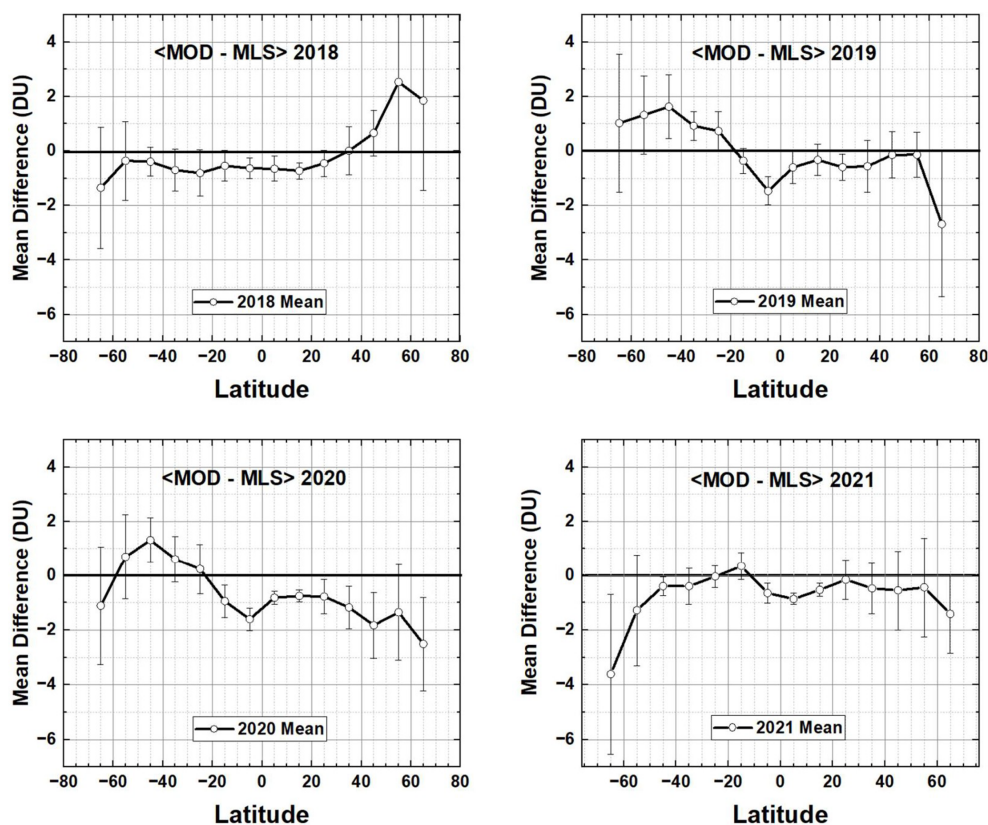 <MOD - MLS> 2018
4
2
0
−2
−4
−6
Mean Difference (DU)
2018 Mean
−80 −60 −40 −20 0 20 40 60 80
Latitude
<MOD - MLS> 2019
4
2
0
−2
−4
−6
Mean Difference (DU)
2019 Mean
−80 −60 −40 −20 0 20 40 60 80
Latitude
<MOD - MLS> 2020
4
2
0
−2
−4
−6
Mean Difference (DU)
2020 Mean
−80 −60 −40 −20 0 20 40 60 80
Latitude
<MOD - MLS> 2021
4
2
0
−2
−4
−6
Mean Difference (DU)
2021 Mean
−60 −40 −20 0 20 40 60
Latitude